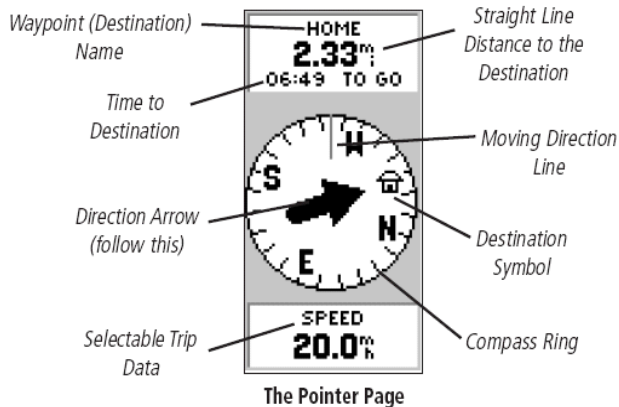 Waypoint (Destination)
Name
HOME
2.33mi
06:49 TO GO
Straight Line
Distance to the
Destination
Time to
Destination
Moving Direction
Line
W
S
N
E
Direction Arrow
(follow this)
Destination
Symbol
SPEED
20.0mh
Selectable Trip
Data
Compass Ring
The Pointer Page